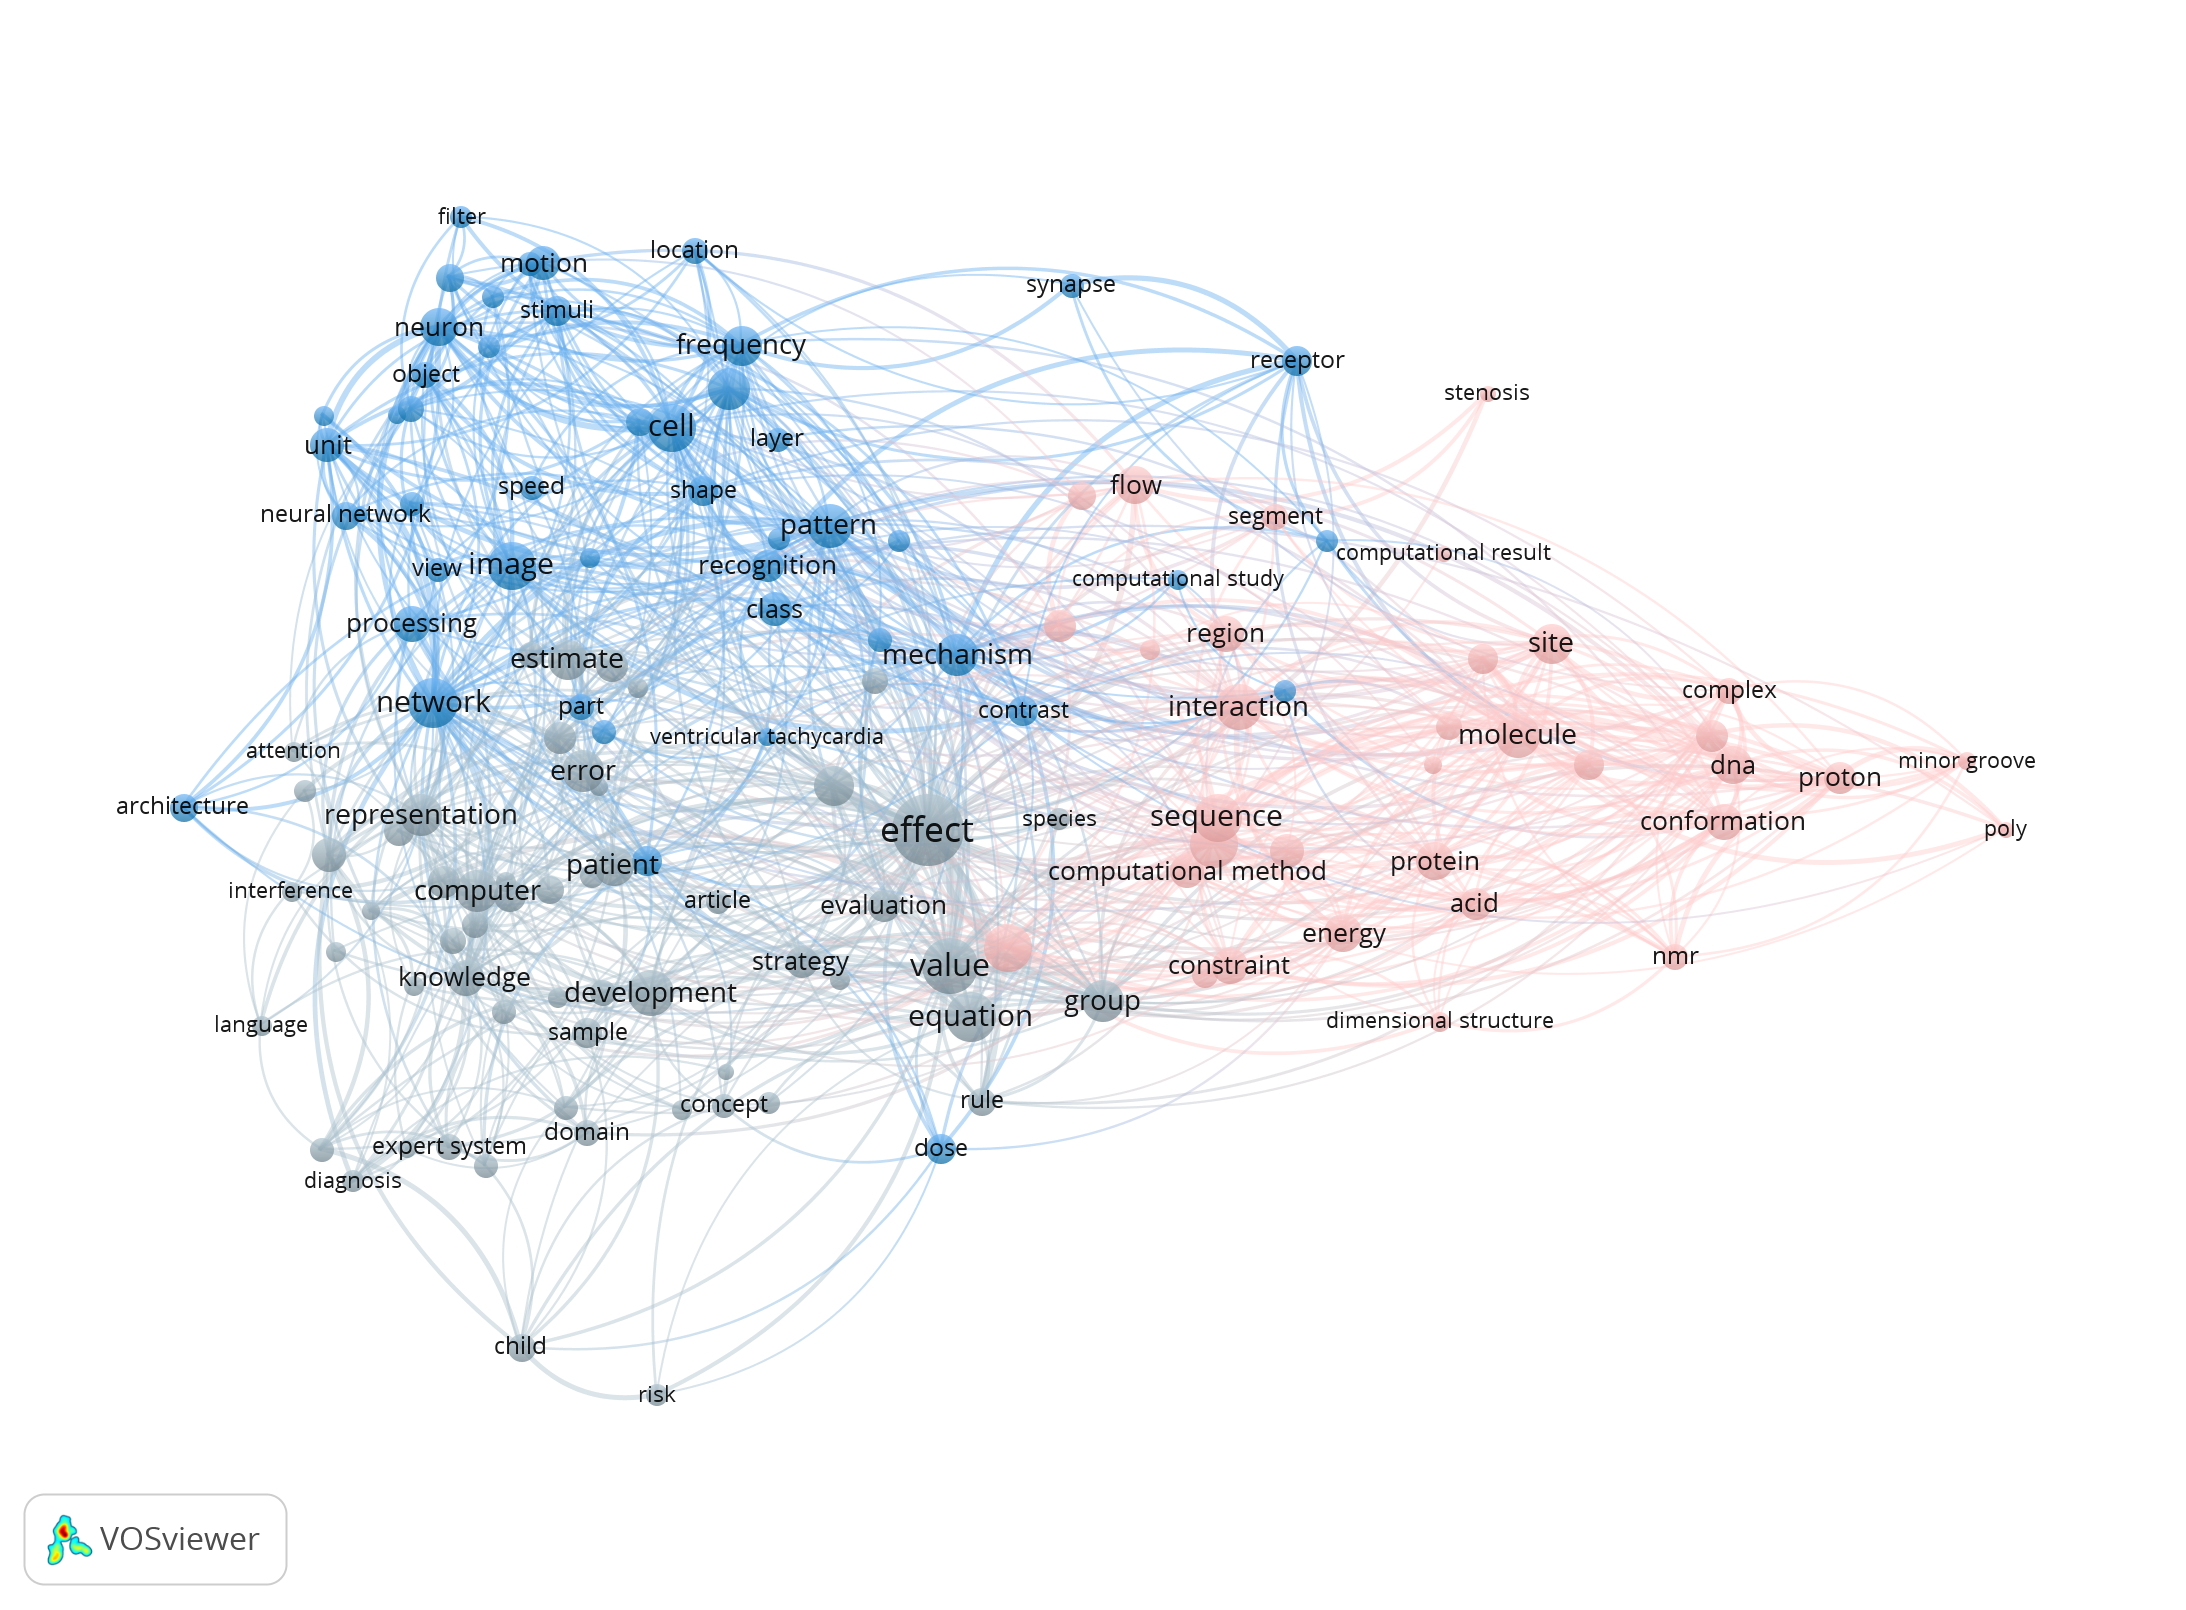 filter
location
motion
synapse
stimuli
neuron
frequency
receptor
object
stenosis
cell
layer
unit
speed
shape
flow
neural network
segment
pattern
computational result
view
image
recognition
computational study
class
processing
region
site
estimate
mechanism
complex
network
part
contrast
interaction
molecule
attention
ventricular tachycardia
minor groove
error
dna
proton
architecture
representation
effect
species
sequence
conformation
poly
patient
computational method
protein
interference
computer
article
evaluation
acid
energy
strategy
value
constraint
nmr
knowledge
development
equation
group
language
sample
dimensional structure
concept
rule
domain
expert system
dose
diagnosis
child
risk
VOSviewer